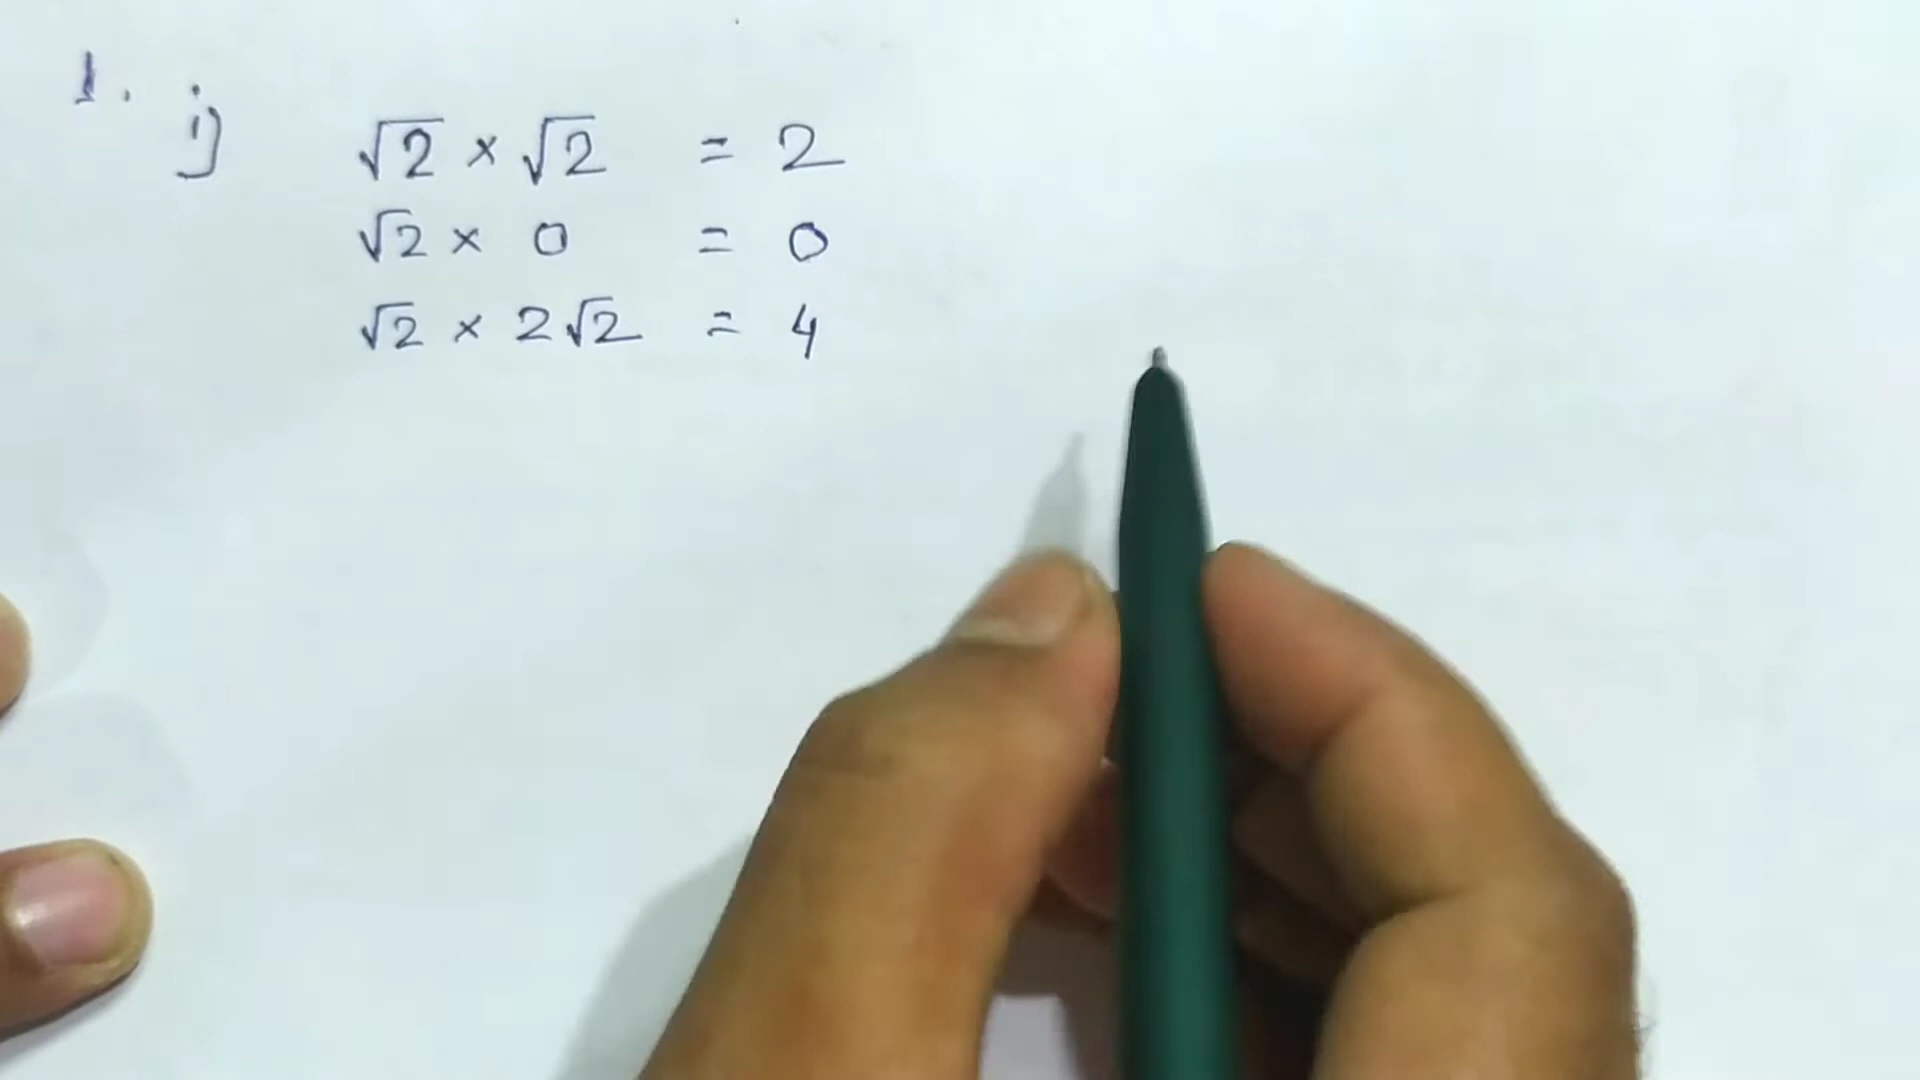 1. i) √2 × √2 = 2
√2 × 0 = 0
√2 × 2√2 = 4